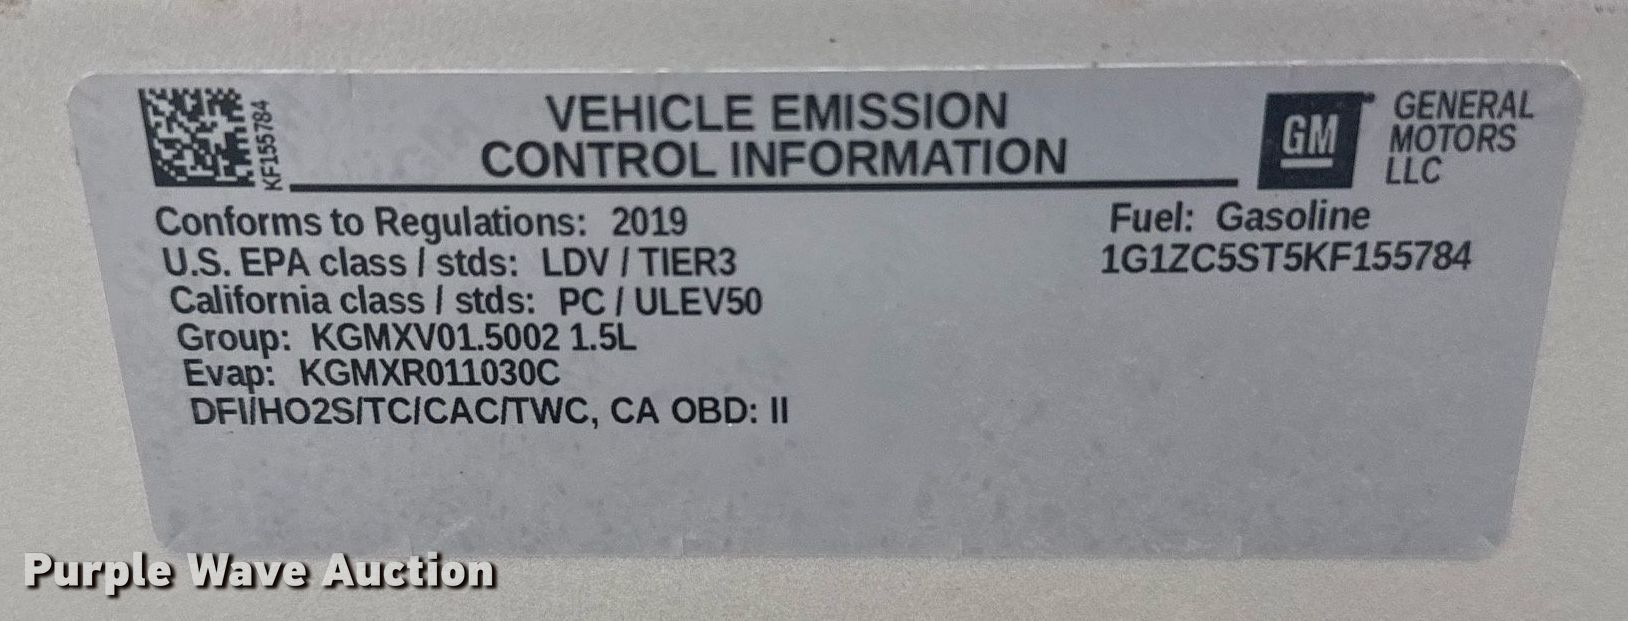 KF155784
VEHICLE EMISSION
CONTROL INFORMATION
GM
GENERAL
MOTORS
LLC
Conforms to Regulations: 2019
U.S. EPA class / stds: LDV / TIER3
California class / stds: PC / ULEV50
Group: KGMXV01.5002 1.5L
Evap: KGMXR011030C
DFI/HO2S/TC/CAC/TWC, CA OBD: II
Fuel: Gasoline
1G1ZC5ST5KF155784
Purple Wave Auction